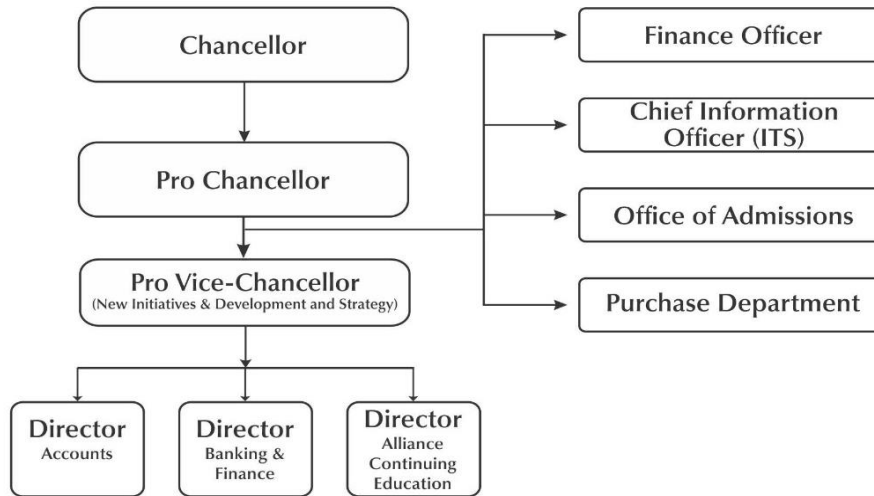 Chancellor
Pro Chancellor
Pro Vice-Chancellor
(New Initiatives & Development and Strategy)
Director
Accounts
Director
Banking &
Finance
Director
Alliance
Continuing
Education
Finance Officer
Chief Information
Officer (ITS)
Office of Admissions
Purchase Department